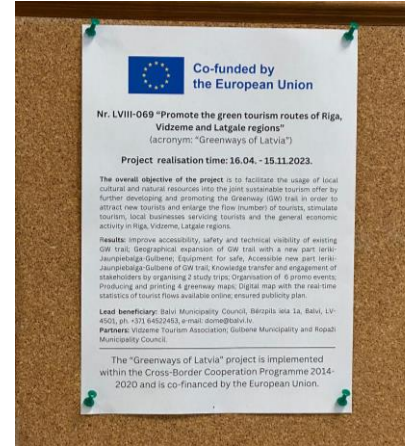 Co-funded by
the European Union
Nr. LVIII-069 "Promote the green tourism routes of Riga,
Vidzeme and Latgale regions"
(acronym: "Greenways of Latvia")
Project realisation time: 16.04. - 15.11.2023.
The overall objective of the project is to facilitate the usage of local
cultural and natural resources into the joint sustainable tourism offer by
further developing and promoting the Greenway (GW) trail in order to
attract new tourists and enlarge the flow (number) of tourists, stimulate
tourism, local businesses servicing tourists and the general economic
activity in Riga, Vidzeme, Latgale regions.
Results: Improve accessibility, safety and technical visibility of existing
GW trail; Geographical expansion of GW trail with a new part Ieriki-
Jaunpiebalga-Gulbene; Equipment for safe, Accessible new part Ieriki-
Jaunpiebalga-Gulbene of GW trail; Knowledge transfer and engagement of
stakeholders by organising 2 study trips; Organisation of 6 promo events;
Producing and printing 4 greenway maps; Digital map with the real-time
statistics of tourist flows available online; ensured publicity plan.
Lead beneficiary: Balvi Municipality Council, Bērzpils iela 1a, Balvi, LV-
4501, ph. +371 64522453, e-mail: dome@balvi.lv.
Partners: Vidzeme Tourism Association; Gulbene Municipality and Ropaži
Municipality Council.
The "Greenways of Latvia" project is implemented
within the Cross-Border Cooperation Programme 2014-
2020 and is co-financed by the European Union.